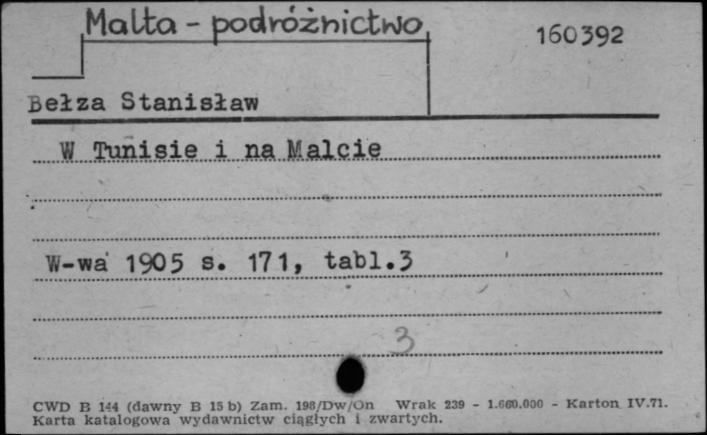 Malta - podróżnictwo
160392
Bełza Stanisław
W Tunisie i na Malcie
W-wa 1905 s. 171, tabl.3
3
CWD B 144 (dawny B 15 b) Zam. 198/Dw/On Wrak 239 - 1.660.000 - Karton IV.71.
Karta katalogowa wydawnictw ciągłych i zwartych.